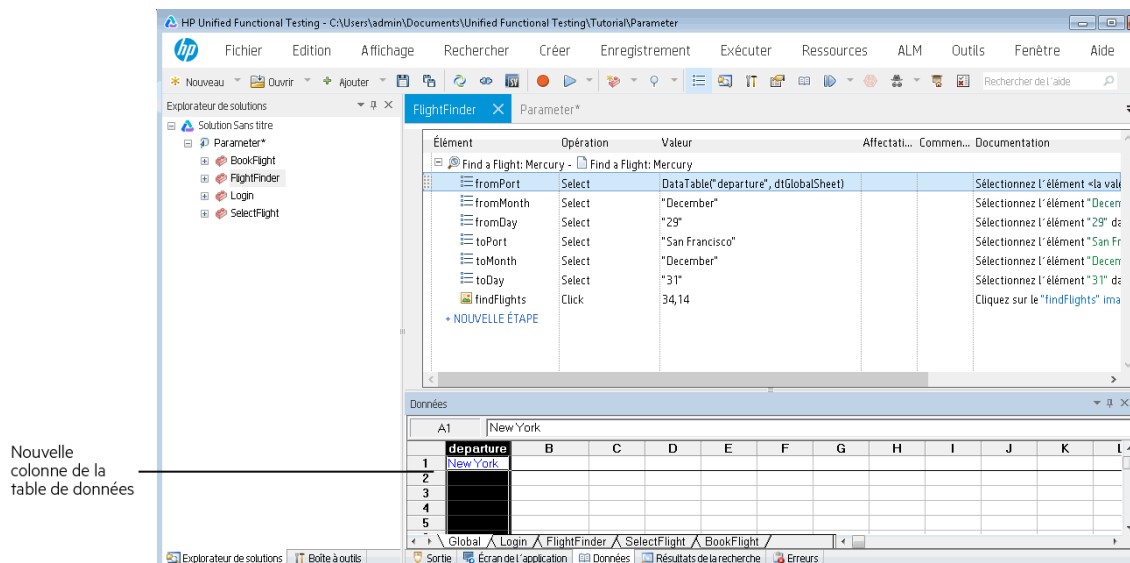 HP Unified Functional Testing - C:\Users\admin\Documents\Unified Functional Testing\Tutorial\Parameter
hp Fichier Edition Affichage Rechercher Créer Enregistrement Exécuter Ressources ALM Outils Fenêtre Aide
Nouveau Ouvrir Ajouter Rechercher de l'aide
Explorateur de solutions
Solution Sans titre
Parameter*
BookFlight
FlightFinder
Login
SelectFlight
FlightFinder Parameter*
Élément Opération Valeur Affectati... Commen... Documentation
Find a Flight: Mercury - Find a Flight: Mercury
fromPort Select DataTable("departure", dtGlobalSheet) Sélectionnez l'élément <la vale
fromMonth Select "December" Sélectionnez l'élément "Decem
fromDay Select "29" Sélectionnez l'élément "29" da
toPort Select "San Francisco" Sélectionnez l'élément "San Fr
toMonth Select "December" Sélectionnez l'élément "Decem
toDay Select "31" Sélectionnez l'élément "31" da
findFlights Click 34,14 Cliquez sur le "findFlights" ima
+ NOUVELLE ÉTAPE
Données
A1 New York
departure B C D E F G H I J K L
1 New York
2
3
4
5
Global Login FlightFinder SelectFlight BookFlight
Explorateur de solutions Boîte à outils Sortie Écran de l'application Données Résultats de la recherche Erreurs
Nouvelle
colonne de la
table de données